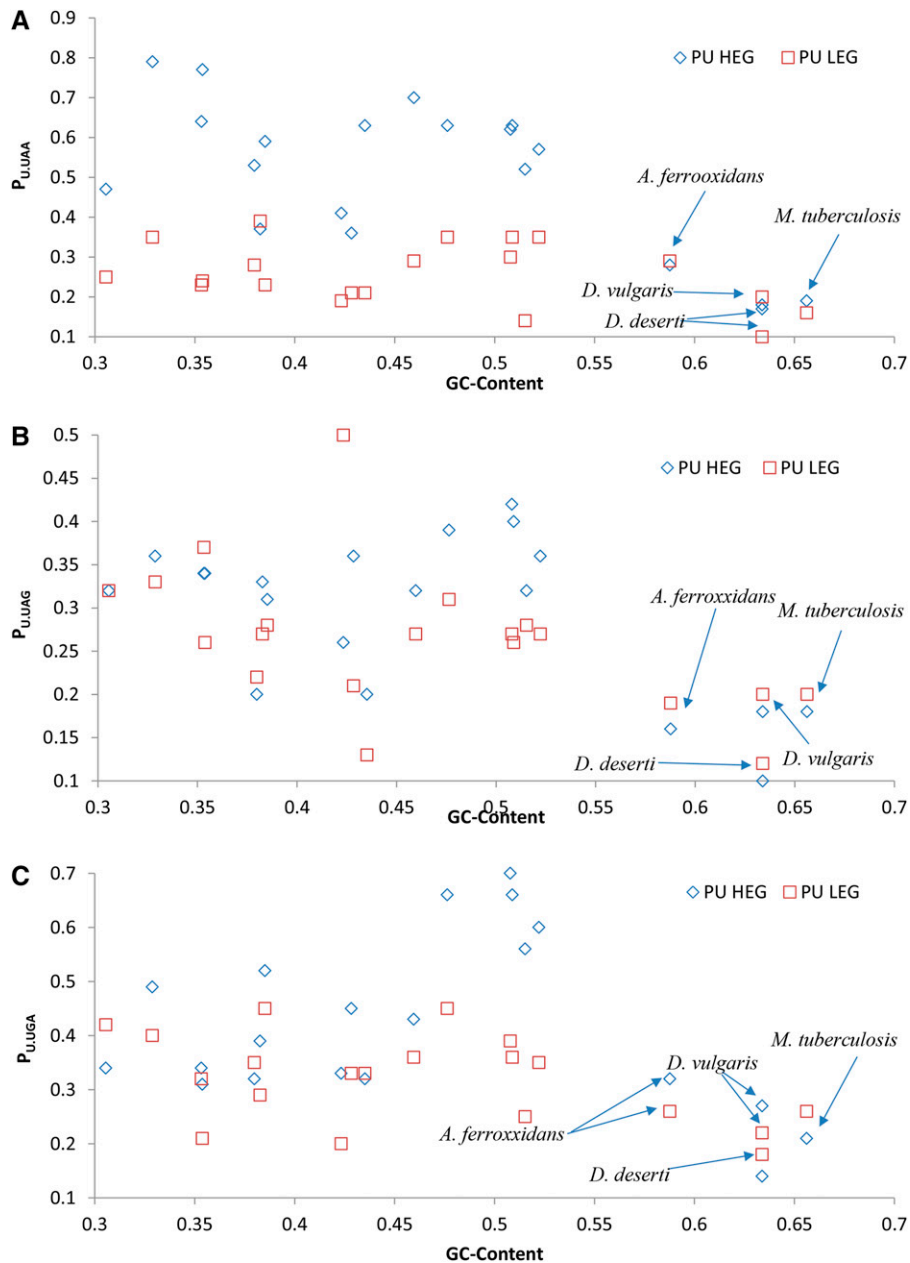 A
0.9
0.8
0.7
0.6
0.5
0.4
0.3
0.2
0.1
PU.UAA
PU HEG
PU LEG
A. ferrooxidans
M. tuberculosis
D. vulgaris
D. deserti
0.3
0.35
0.4
0.45
0.5
0.55
0.6
0.65
0.7
GC-Content
B
0.5
0.45
0.4
0.35
0.3
0.25
0.2
0.15
0.1
PU.UAG
PU HEG
PU LEG
A. ferroxxidans
M. tuberculosis
D. deserti
D. vulgaris
0.3
0.35
0.4
0.45
0.5
0.55
0.6
0.65
0.7
GC-Content
C
0.7
0.6
0.5
0.4
0.3
0.2
0.1
PU.UGA
PU HEG
PU LEG
M. tuberculosis
D. vulgaris
A. ferroxxidans
D. deserti
0.3
0.35
0.4
0.45
0.5
0.55
0.6
0.65
0.7
GC-Content